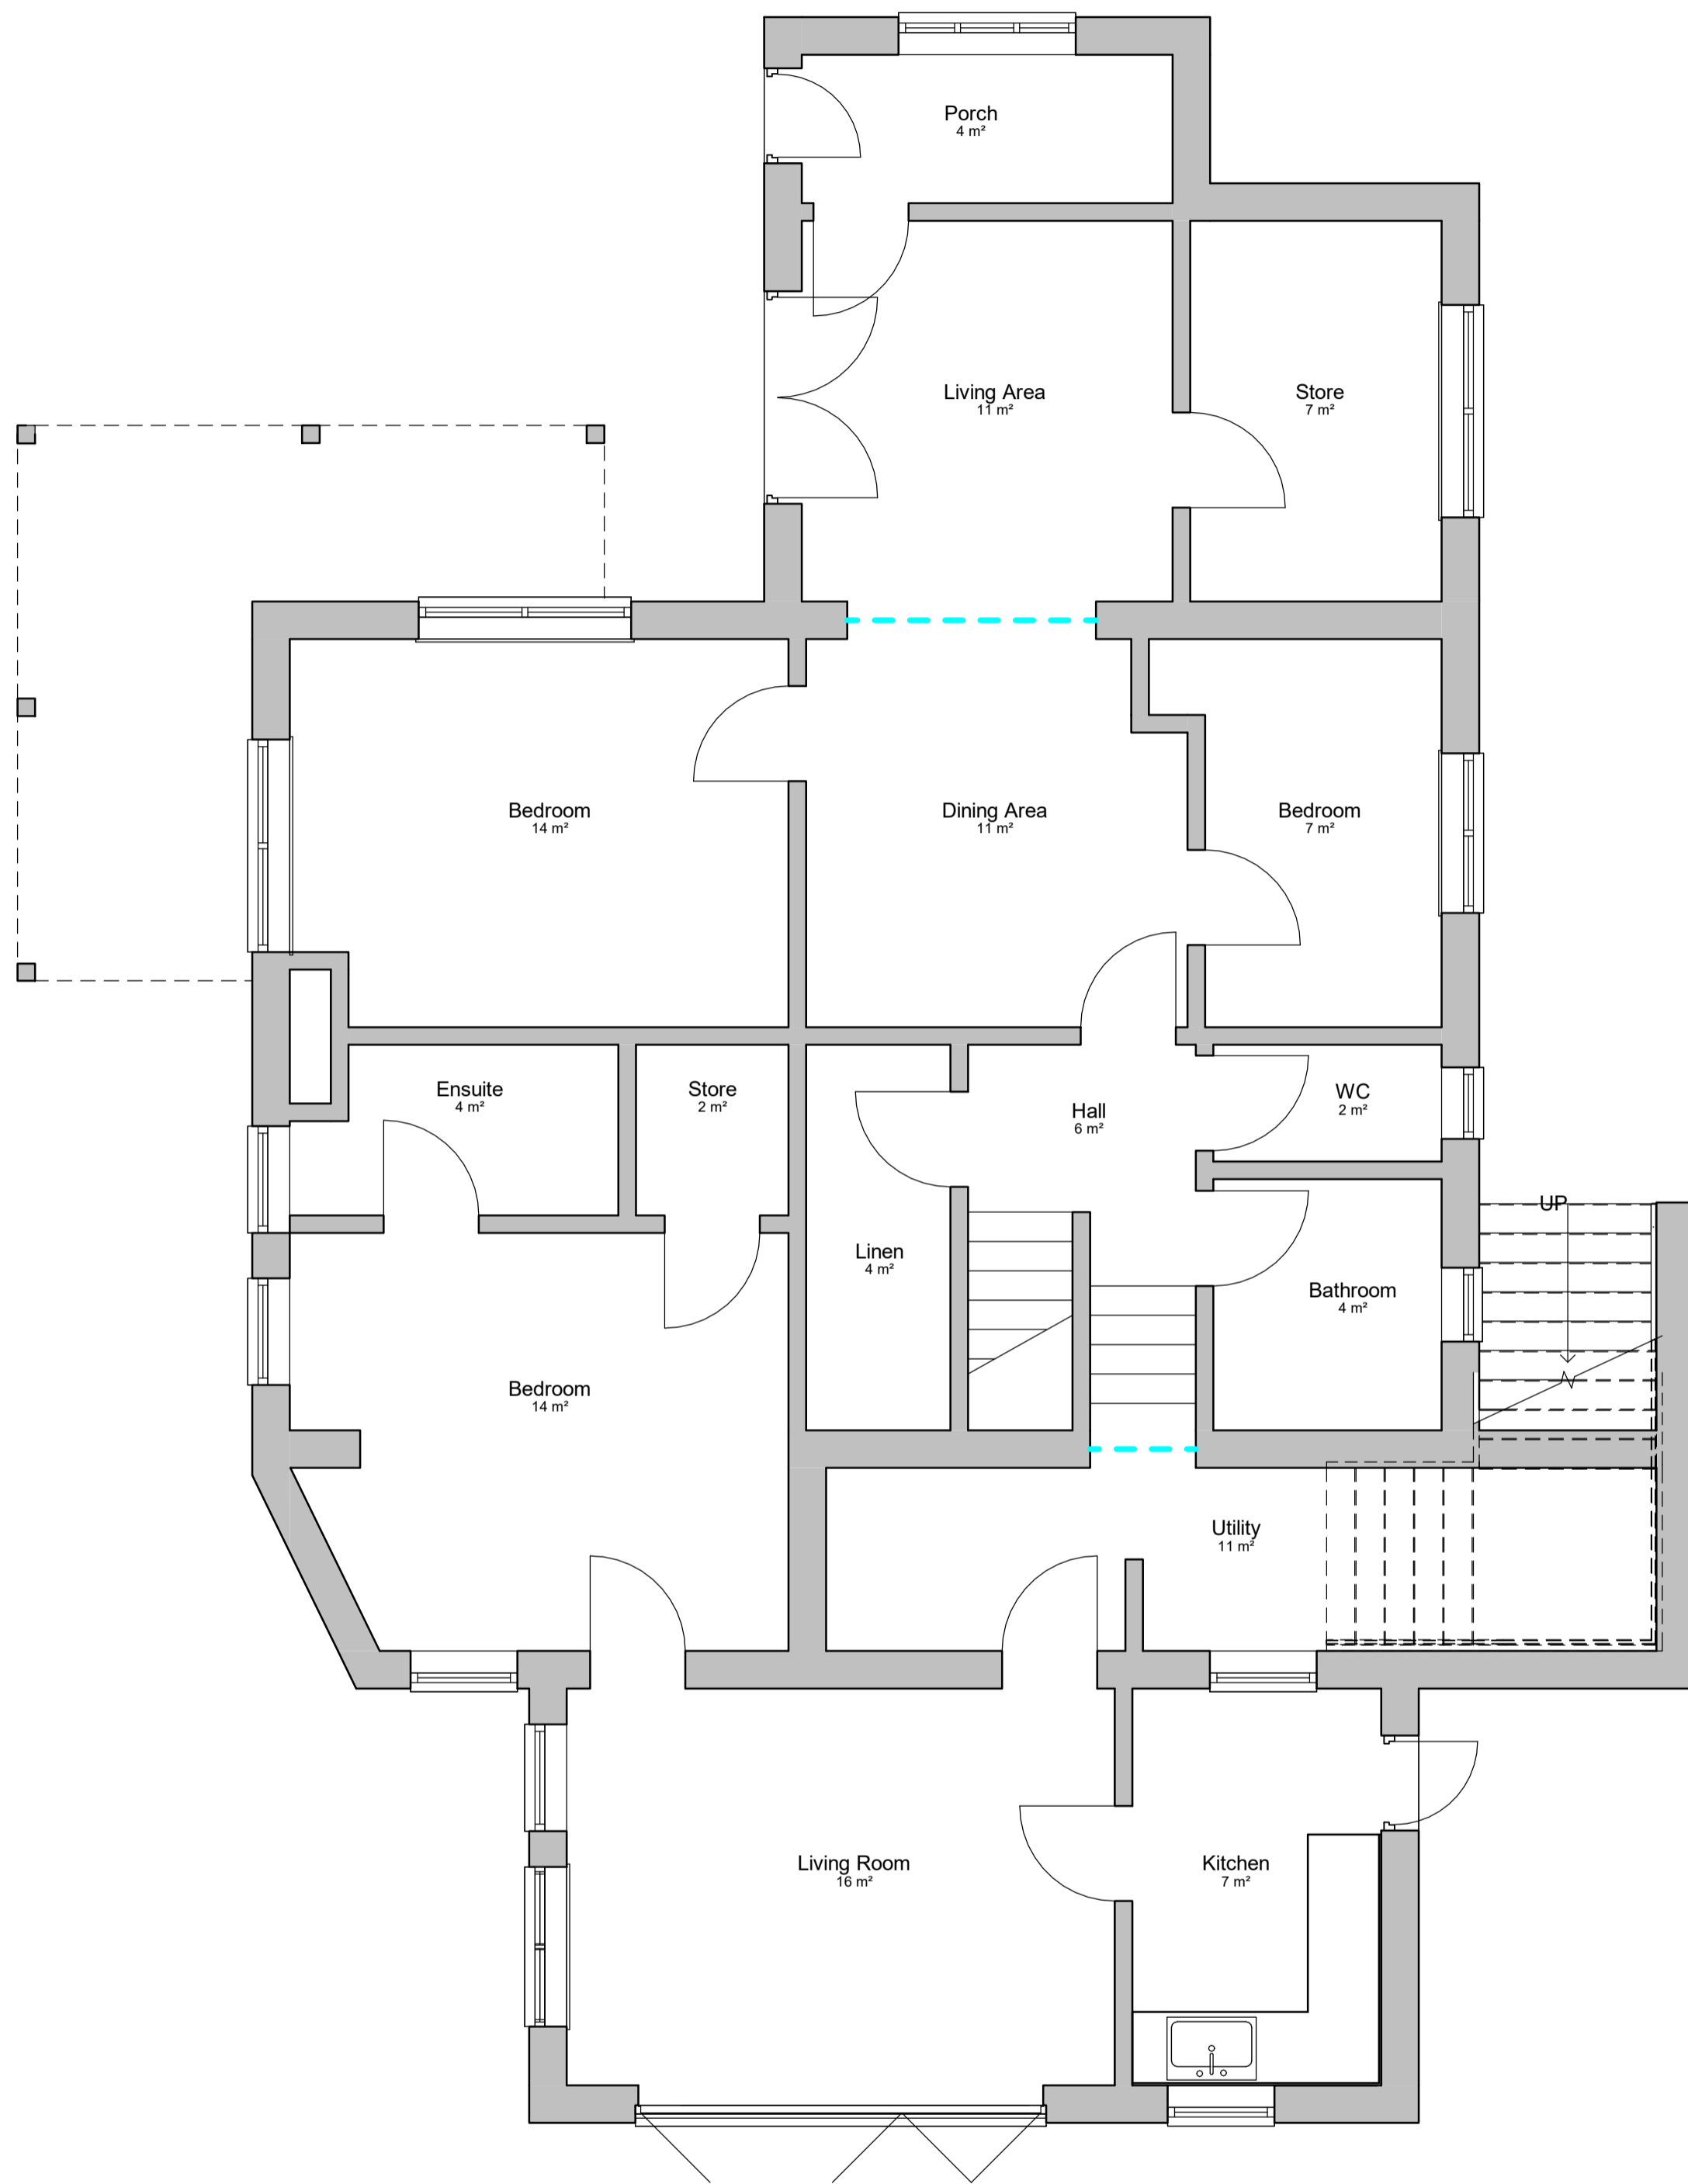 Porch
4 m²
Living Area
11 m²
Store
7 m²
Bedroom
14 m²
Dining Area
11 m²
Bedroom
7 m²
Ensuite
4 m²
Store
2 m²
Hall
6 m²
WC
2 m²
UP
Linen
4 m²
Bathroom
4 m²
Bedroom
14 m²
Utility
11 m²
Living Room
16 m²
Kitchen
7 m²